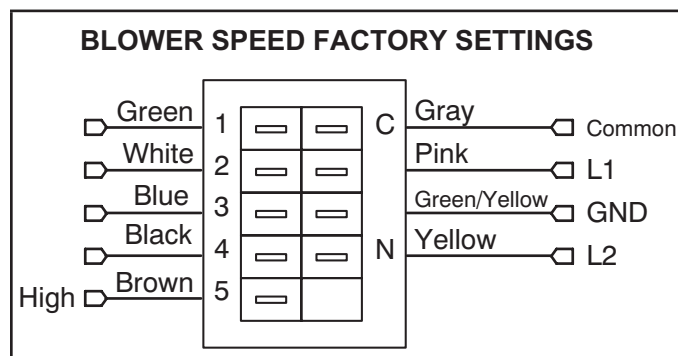 BLOWER SPEED FACTORY SETTINGS
Green 1 C Gray Common
White 2 Pink L1
Blue 3 Green/Yellow GND
Black 4 N Yellow L2
High Brown 5